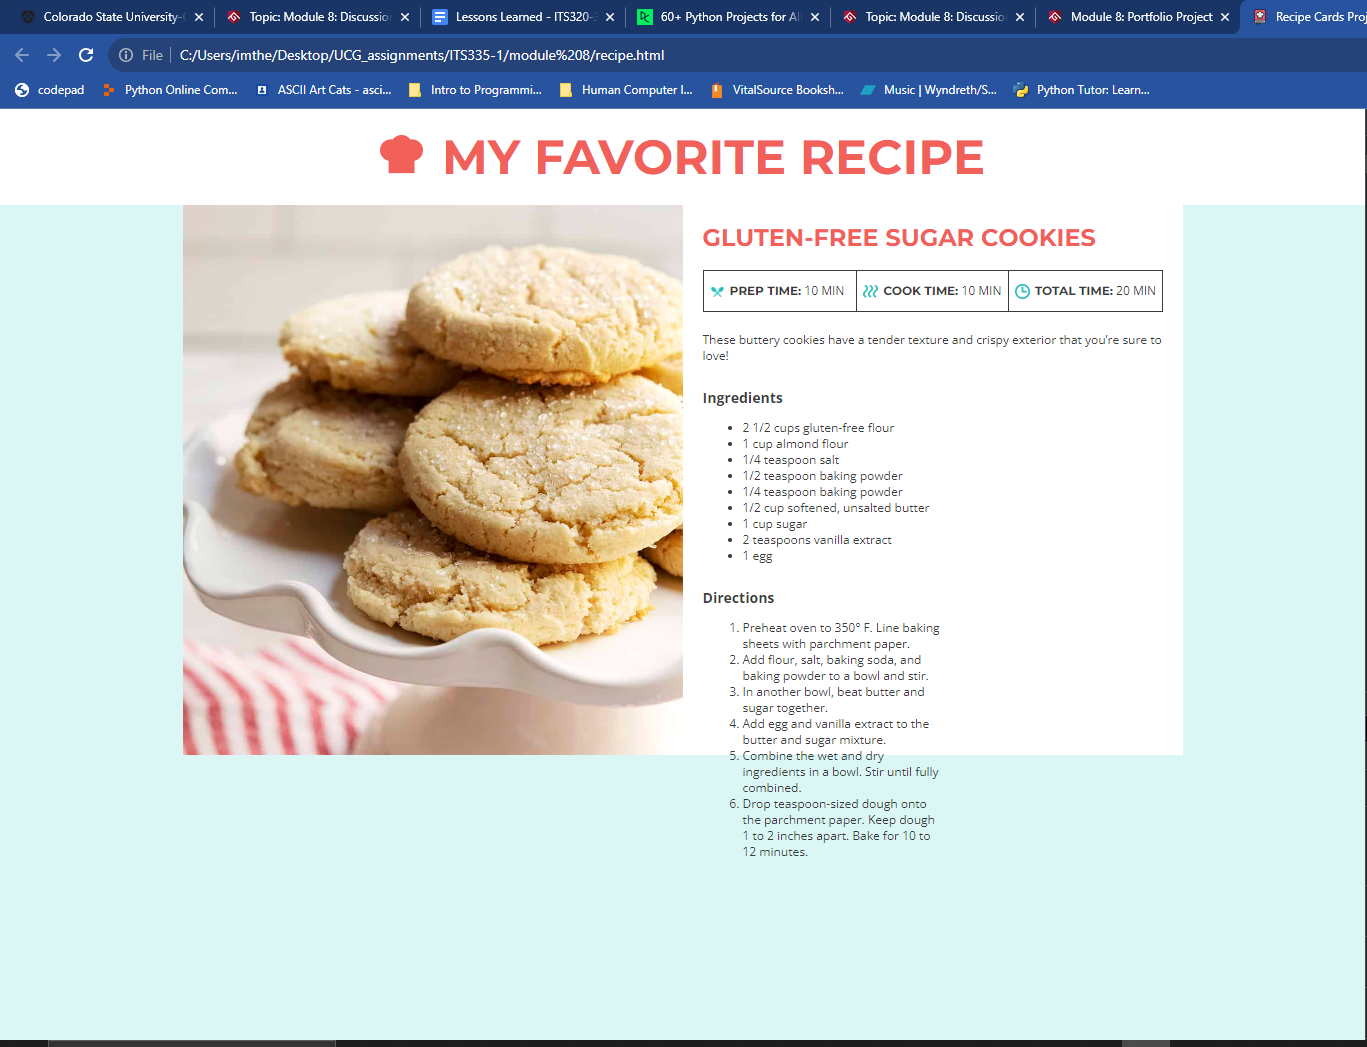 Colorado State University-
Topic: Module 8: Discussio
Lessons Learned - ITS320-
60+ Python Projects for Al
Topic: Module 8: Discussio
Module 8: Portfolio Project
Recipe Cards Pro
File
C:/Users/imthe/Desktop/UCG_assignments/ITS335-1/module%208/recipe.html
codepad
Python Online Com...
ASCII Art Cats - asci...
Intro to Programmi...
Human Computer I...
VitalSource Booksh...
Music | Wyndreth/S...
Python Tutor: Learn...
MY FAVORITE RECIPE
GLUTEN-FREE SUGAR COOKIES
PREP TIME: 10 MIN
COOK TIME: 10 MIN
TOTAL TIME: 20 MIN
These buttery cookies have a tender texture and crispy exterior that you're sure to
love!
Ingredients
• 2 1/2 cups gluten-free flour
• 1 cup almond flour
• 1/4 teaspoon salt
• 1/2 teaspoon baking powder
• 1/4 teaspoon baking powder
• 1/2 cup softened, unsalted butter
• 1 cup sugar
• 2 teaspoons vanilla extract
• 1 egg
Directions
1. Preheat oven to 350° F. Line baking
sheets with parchment paper.
2. Add flour, salt, baking soda, and
baking powder to a bowl and stir.
3. In another bowl, beat butter and
sugar together.
4. Add egg and vanilla extract to the
butter and sugar mixture.
5. Combine the wet and dry
ingredients in a bowl. Stir until fully
combined.
6. Drop teaspoon-sized dough onto
the parchment paper. Keep dough
1 to 2 inches apart. Bake for 10 to
12 minutes.